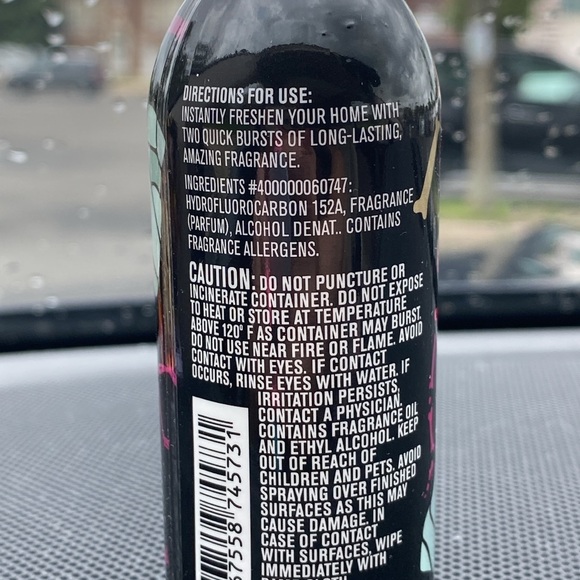 DIRECTIONS FOR USE:
INSTANTLY FRESHEN YOUR HOME WITH
TWO QUICK BURSTS OF LONG-LASTING,
AMAZING FRAGRANCE.
INGREDIENTS #400000060747:
HYDROFLUOROCARBON 152A, FRAGRANCE
(PARFUM), ALCOHOL DENAT.. CONTAINS
FRAGRANCE ALLERGENS.
CAUTION: DO NOT PUNCTURE OR
INCINERATE CONTAINER. DO NOT EXPOSE
TO HEAT OR STORE AT TEMPERATURE
ABOVE 120° F AS CONTAINER MAY BURST.
DO NOT USE NEAR FIRE OR FLAME. AVOID
CONTACT WITH EYES. IF CONTACT
OCCURS, RINSE EYES WITH WATER. IF
IRRITATION PERSISTS,
CONTACT A PHYSICIAN.
CONTAINS FRAGRANCE OIL
AND ETHYL ALCOHOL. KEEP
OUT OF REACH OF
CHILDREN AND PETS. AVOID
SPRAYING OVER FINISHED
SURFACES AS THIS MAY
CAUSE DAMAGE. IN
CASE OF CONTACT
WITH SURFACES, WIPE
IMMEDIATELY WITH
67558 745731